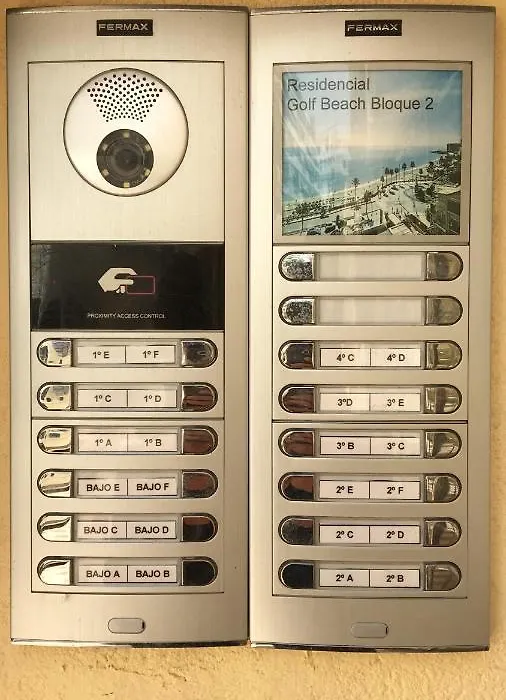 FERMAX
PROXIMITY ACCESS CONTROL
1º E 1º F
1º C 1º D
1º A 1º B
BAJO E BAJO F
BAJO C BAJO D
BAJO A BAJO B
FERMAX
Residencial
Golf Beach Bloque 2
4º C 4º D
3ºD 3º E
3º B 3º C
2º E 2º F
2º C 2º D
2º A 2º B